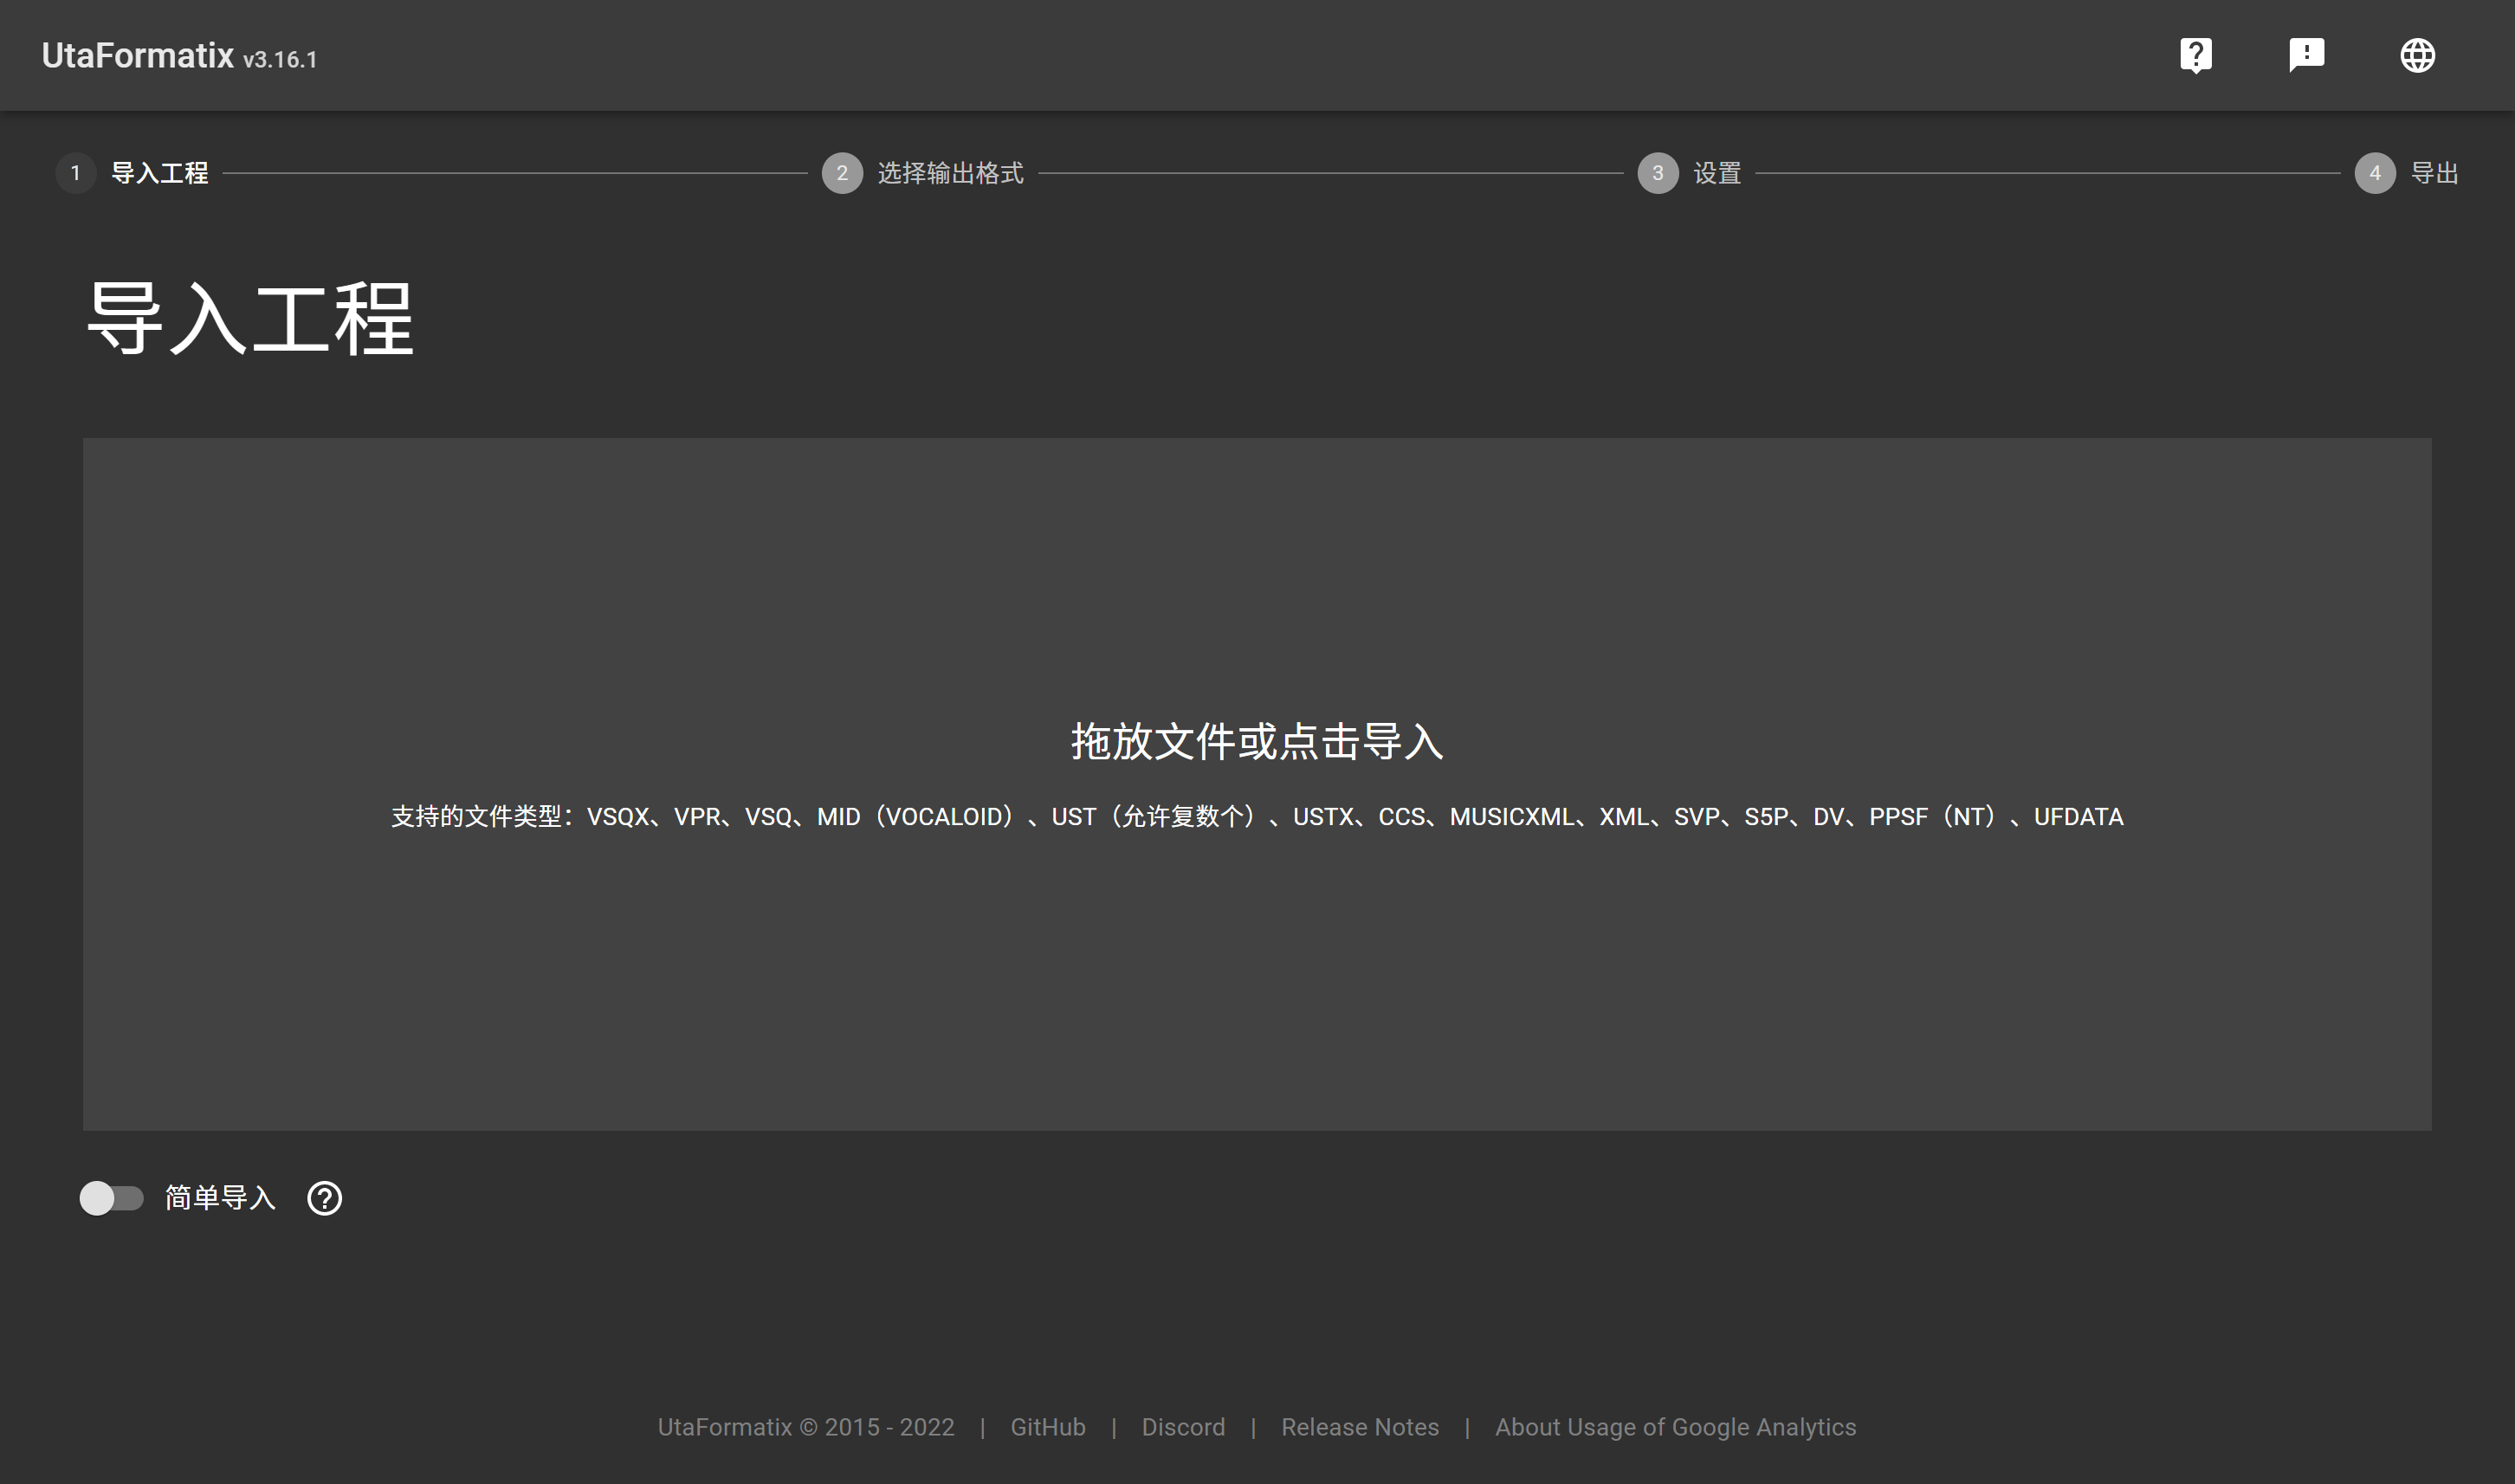 UtaFormatix v3.16.1
1 导入工程 2 选择输出格式 3 设置 4 导出
导入工程
拖放文件或点击导入
支持的文件类型：VSQX、VPR、VSQ、MID（VOCALOID）、UST（允许复数个）、USTX、CCS、MUSICXML、XML、SVP、S5P、DV、PPSF（NT）、UFDATA
简单导入
UtaFormatix © 2015 - 2022 | GitHub | Discord | Release Notes | About Usage of Google Analytics